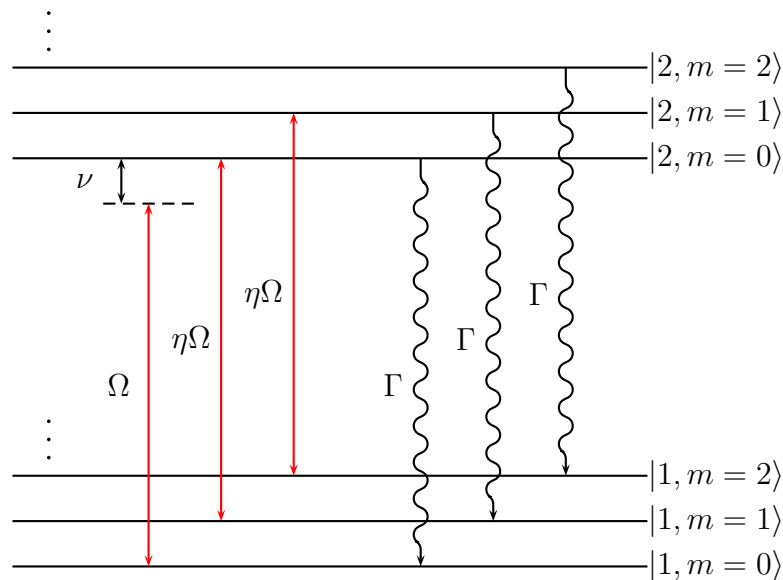 |2, m = 2⟩
|2, m = 1⟩
|2, m = 0⟩
ν
ηΩ
Γ
ηΩ
Γ
Ω
Γ
|1, m = 2⟩
|1, m = 1⟩
|1, m = 0⟩